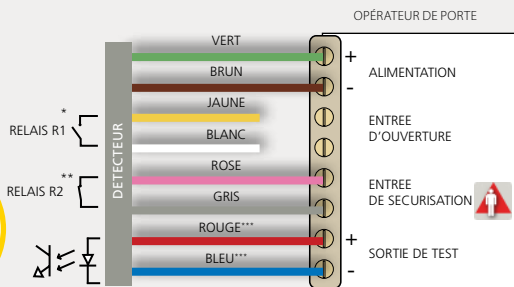 OPÉRATEUR DE PORTE
VERT
+
BRUN
-
ALIMENTATION
JAUNE
*
RELAIS R1
BLANC
ENTREE
D'OUVERTURE
DETECTEUR
ROSE
**
RELAIS R2
GRIS
ENTREE
DE SECURISATION
ROUGE***
+
BLEU***
-
SORTIE DE TEST